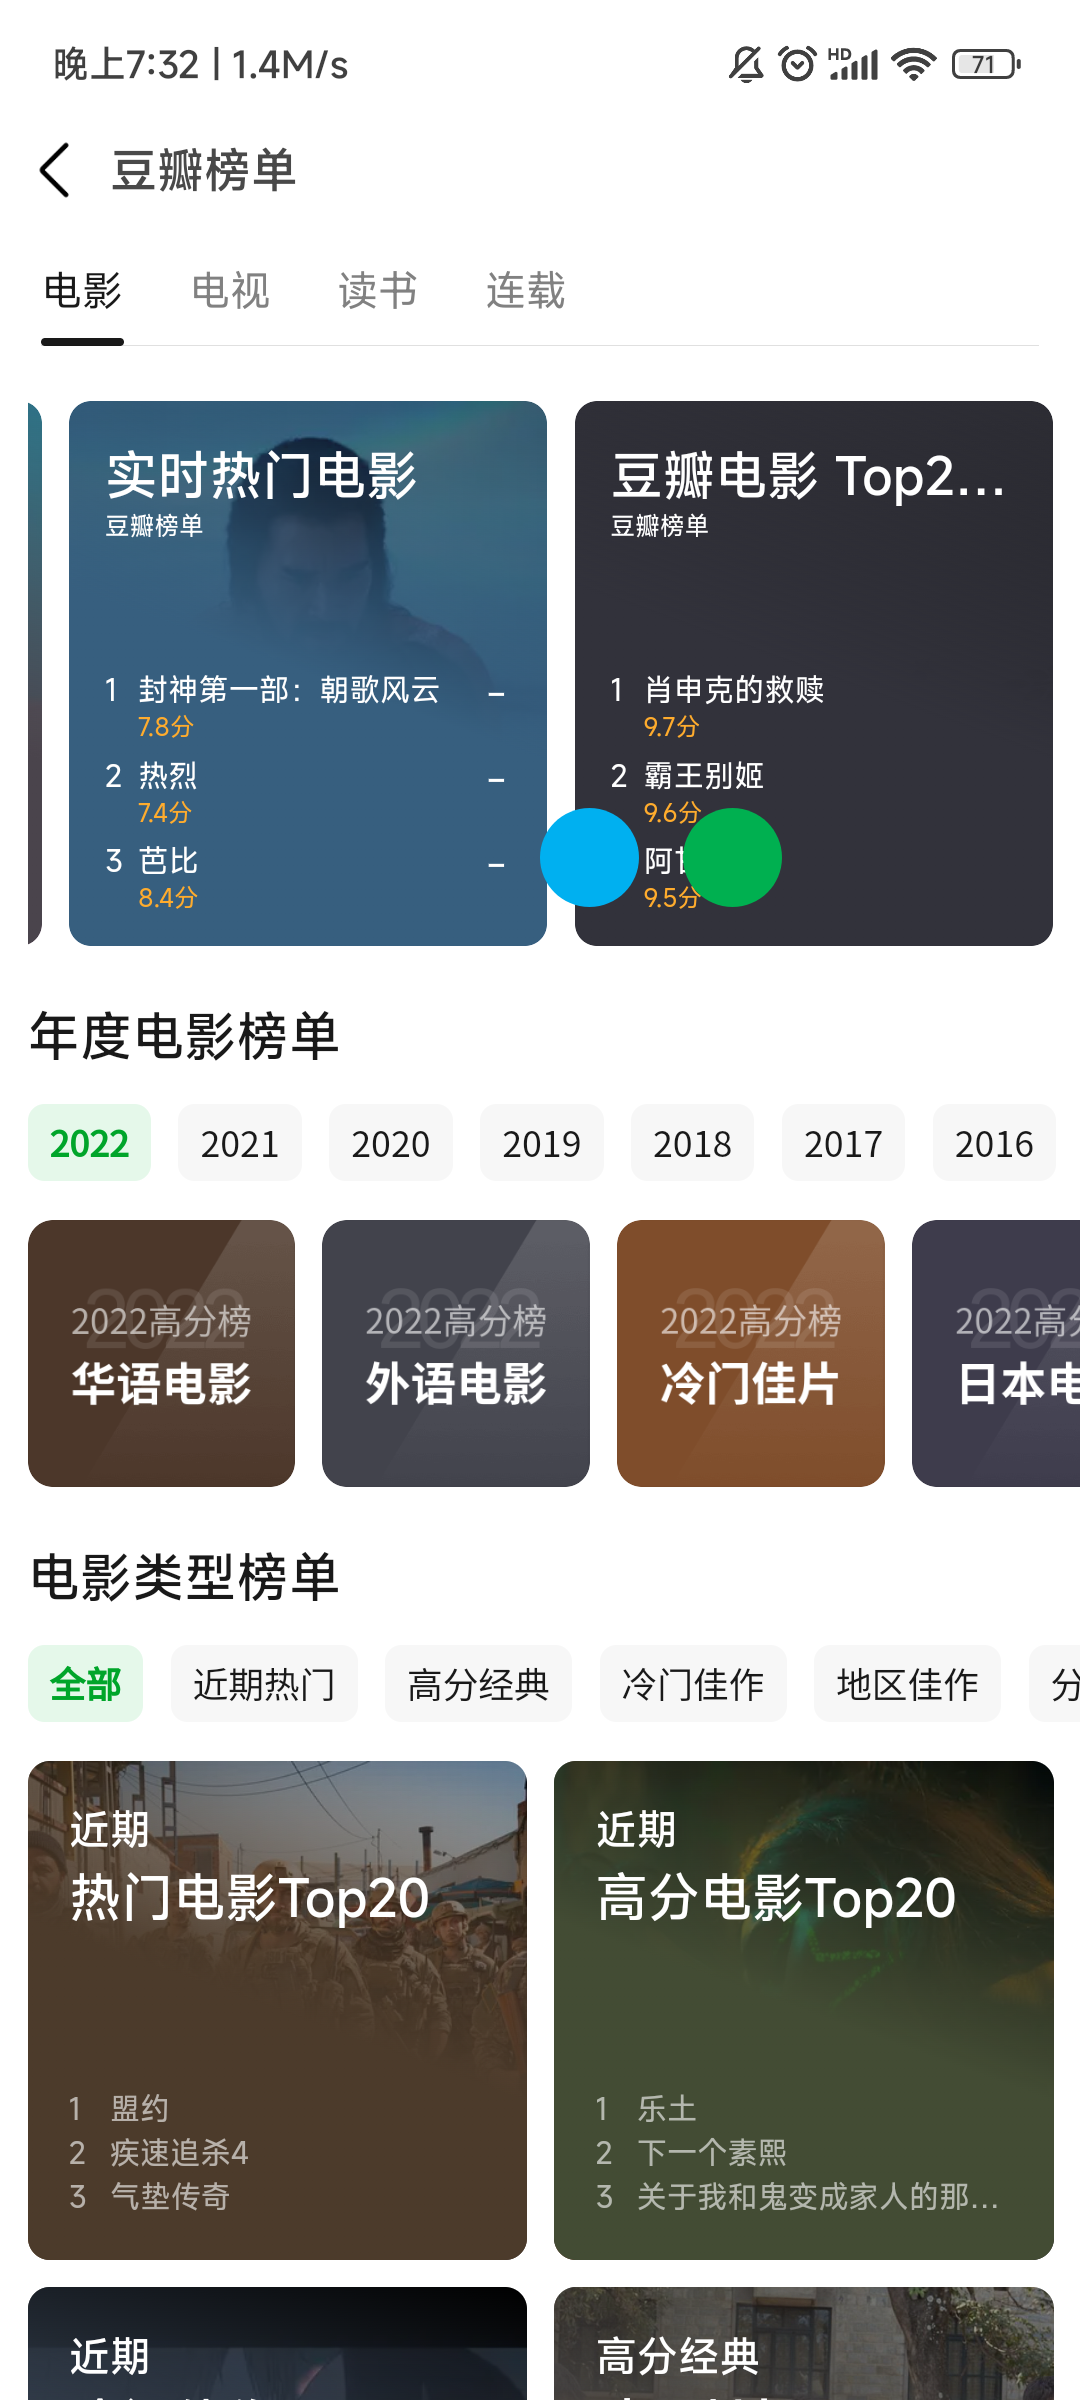 晚上7:32 | 1.4M/s
HD
71
豆瓣榜单
电影 电视 读书 连载
实时热门电影
豆瓣榜单
1 封神第一部：朝歌风云 –
7.8分
2 热烈 –
7.4分
3 芭比 –
8.4分
豆瓣电影 Top2...
豆瓣榜单
1 肖申克的救赎
9.7分
2 霸王别姬
9.6分
阿
9.5分
年度电影榜单
2022 2021 2020 2019 2018 2017 2016
2022
2022高分榜
华语电影
2022
2022高分榜
外语电影
2022
2022高分榜
冷门佳片
2022高分
日本电
电影类型榜单
全部 近期热门 高分经典 冷门佳作 地区佳作 分
近期
热门电影Top20
1 盟约
2 疾速追杀4
3 气垫传奇
近期
高分电影Top20
1 乐土
2 下一个素熙
3 关于我和鬼变成家人的那...
近期
高分经典